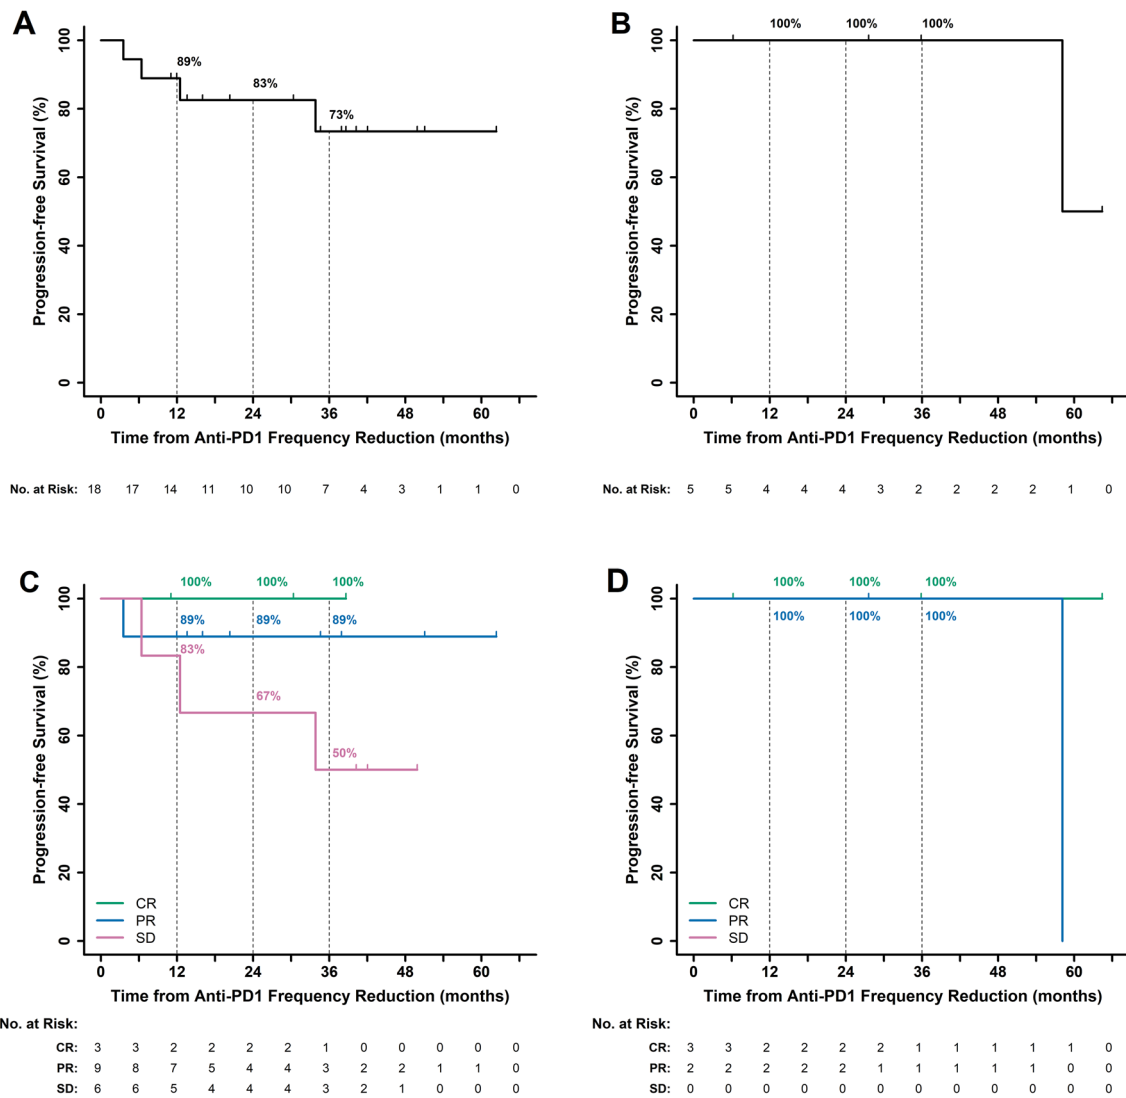 A
100%
100%
100%
B
89%
83%
73%
Progression-free Survival (%)
0
20
40
60
80
100
0 12 24 36 48 60
Time from Anti-PD1 Frequency Reduction (months)
No. at Risk: 18 17 14 11 10 10 7 4 3 1 1 0
Progression-free Survival (%)
0
20
40
60
80
100
0 12 24 36 48 60
Time from Anti-PD1 Frequency Reduction (months)
No. at Risk: 5 5 4 4 4 3 2 2 2 2 1 0
C
100% 100% 100%
89% 89% 89%
83%
67%
50%
Progression-free Survival (%)
0
20
40
60
80
100
CR
PR
SD
0 12 24 36 48 60
Time from Anti-PD1 Frequency Reduction (months)
No. at Risk:
CR: 3 3 2 2 2 2 1 0 0 0 0 0
PR: 9 8 7 5 4 4 3 2 2 1 1 0
SD: 6 6 5 4 4 4 3 2 1 0 0 0
D
100% 100% 100%
100% 100% 100%
Progression-free Survival (%)
0
20
40
60
80
100
CR
PR
SD
0 12 24 36 48 60
Time from Anti-PD1 Frequency Reduction (months)
No. at Risk:
CR: 3 3 2 2 2 2 1 1 1 1 1 0
PR: 2 2 2 2 2 1 1 1 1 1 0 0
SD: 0 0 0 0 0 0 0 0 0 0 0 0